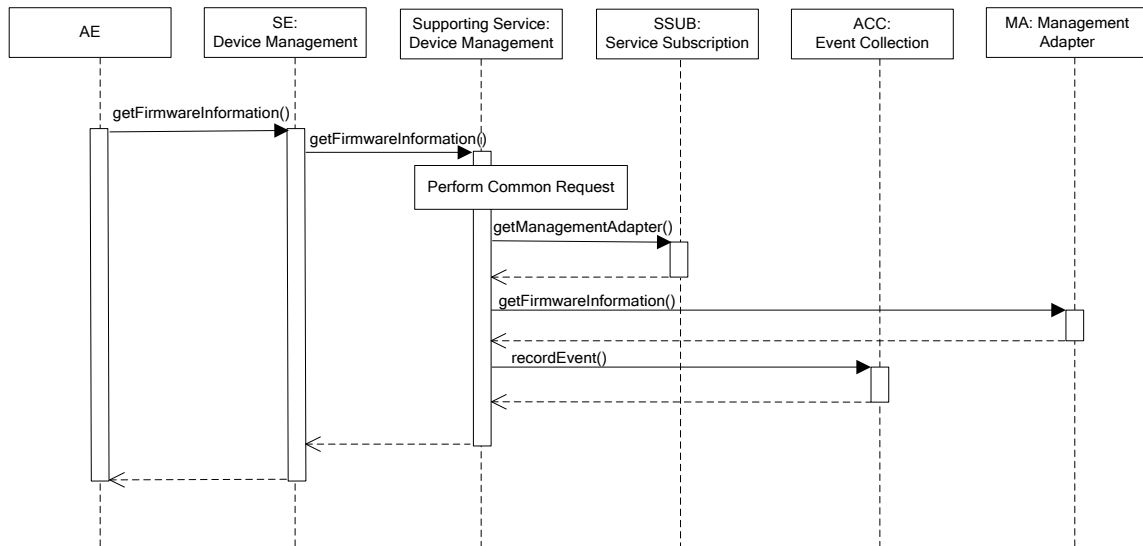 AE
SE:
Device Management
Supporting Service:
Device Management
SSUB:
Service Subscription
ACC:
Event Collection
MA: Management
Adapter
getFirmwareInformation()
getFirmwareInformation()
Perform Common Request
getManagementAdapter()
getFirmwareInformation()
recordEvent()